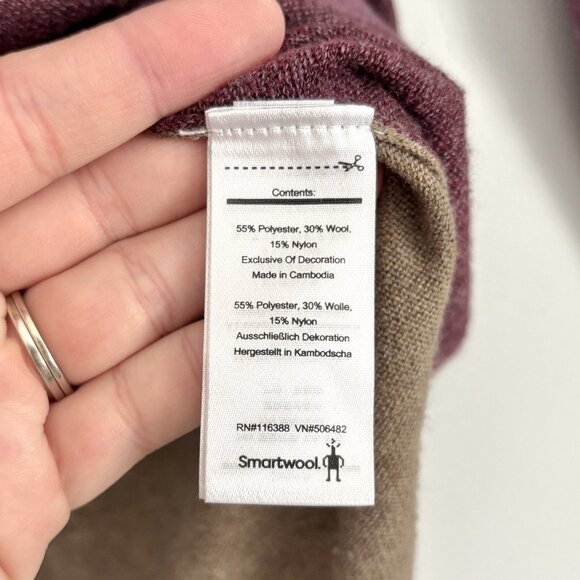 Contents:
55% Polyester, 30% Wool,
15% Nylon
Exclusive Of Decoration
Made in Cambodia
55% Polyester, 30% Wolle,
15% Nylon
Ausschließlich Dekoration
Hergestellt in Kambodscha
RN#116388 VN#506482
Smartwool.